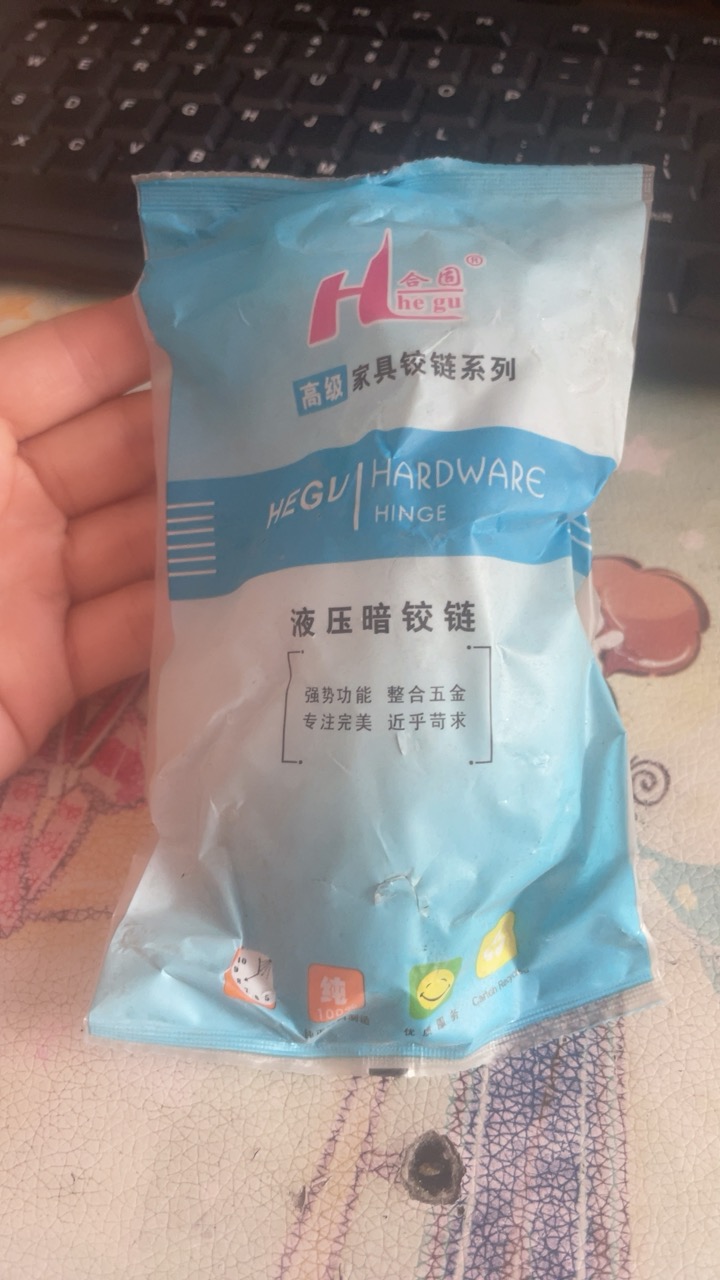 W E R T Y U I O P
S D F G H J K L
X C V B N M
H 合固®
he gu
高级 家具铰链系列
HEGU | HARDWARE
HINGE
液压暗铰链
强势功能 整合五金
专注完美 近乎苛求
纯
100%